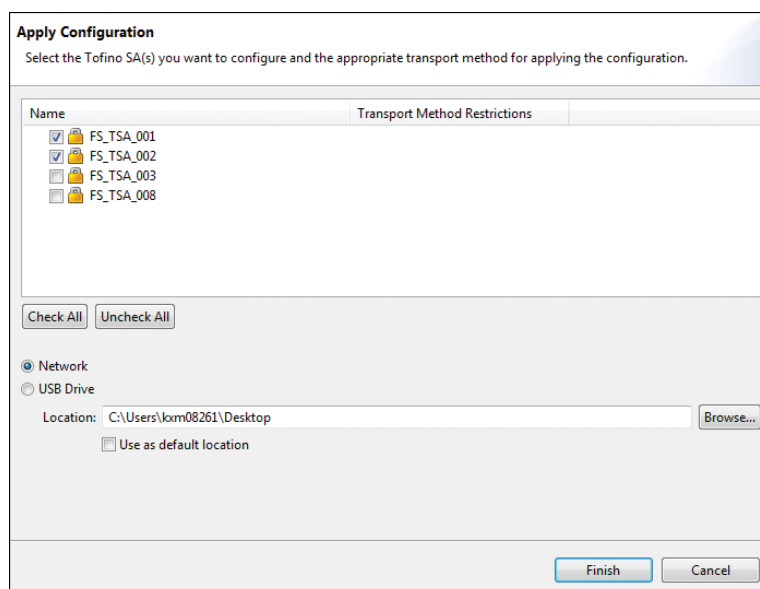 Apply Configuration
Select the Tofino SA(s) you want to configure and the appropriate transport method for applying the configuration.
Name Transport Method Restrictions
FS_TSA_001
FS_TSA_002
FS_TSA_003
FS_TSA_008
Check All Uncheck All
Network
USB Drive
Location: C:\Users\kxm08261\Desktop Browse...
Use as default location
Finish Cancel